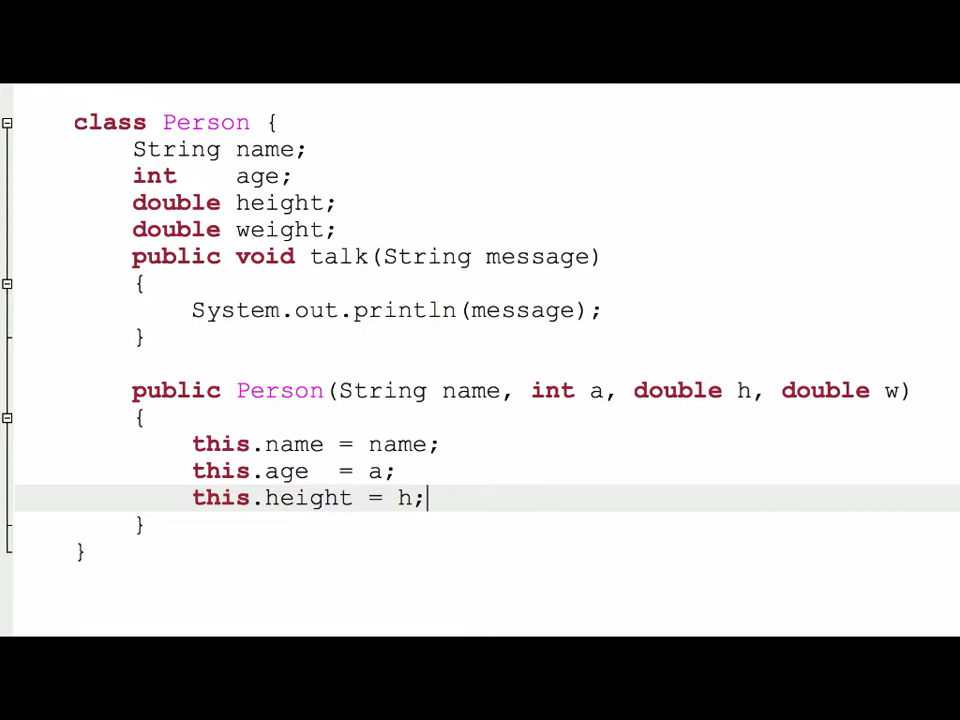 class Person {
    String name;
    int    age;
    double height;
    double weight;
    public void talk(String message)
    {
        System.out.println(message);
    }
    public Person(String name, int a, double h, double w)
    {
        this.name = name;
        this.age  = a;
        this.height = h;
    }
}